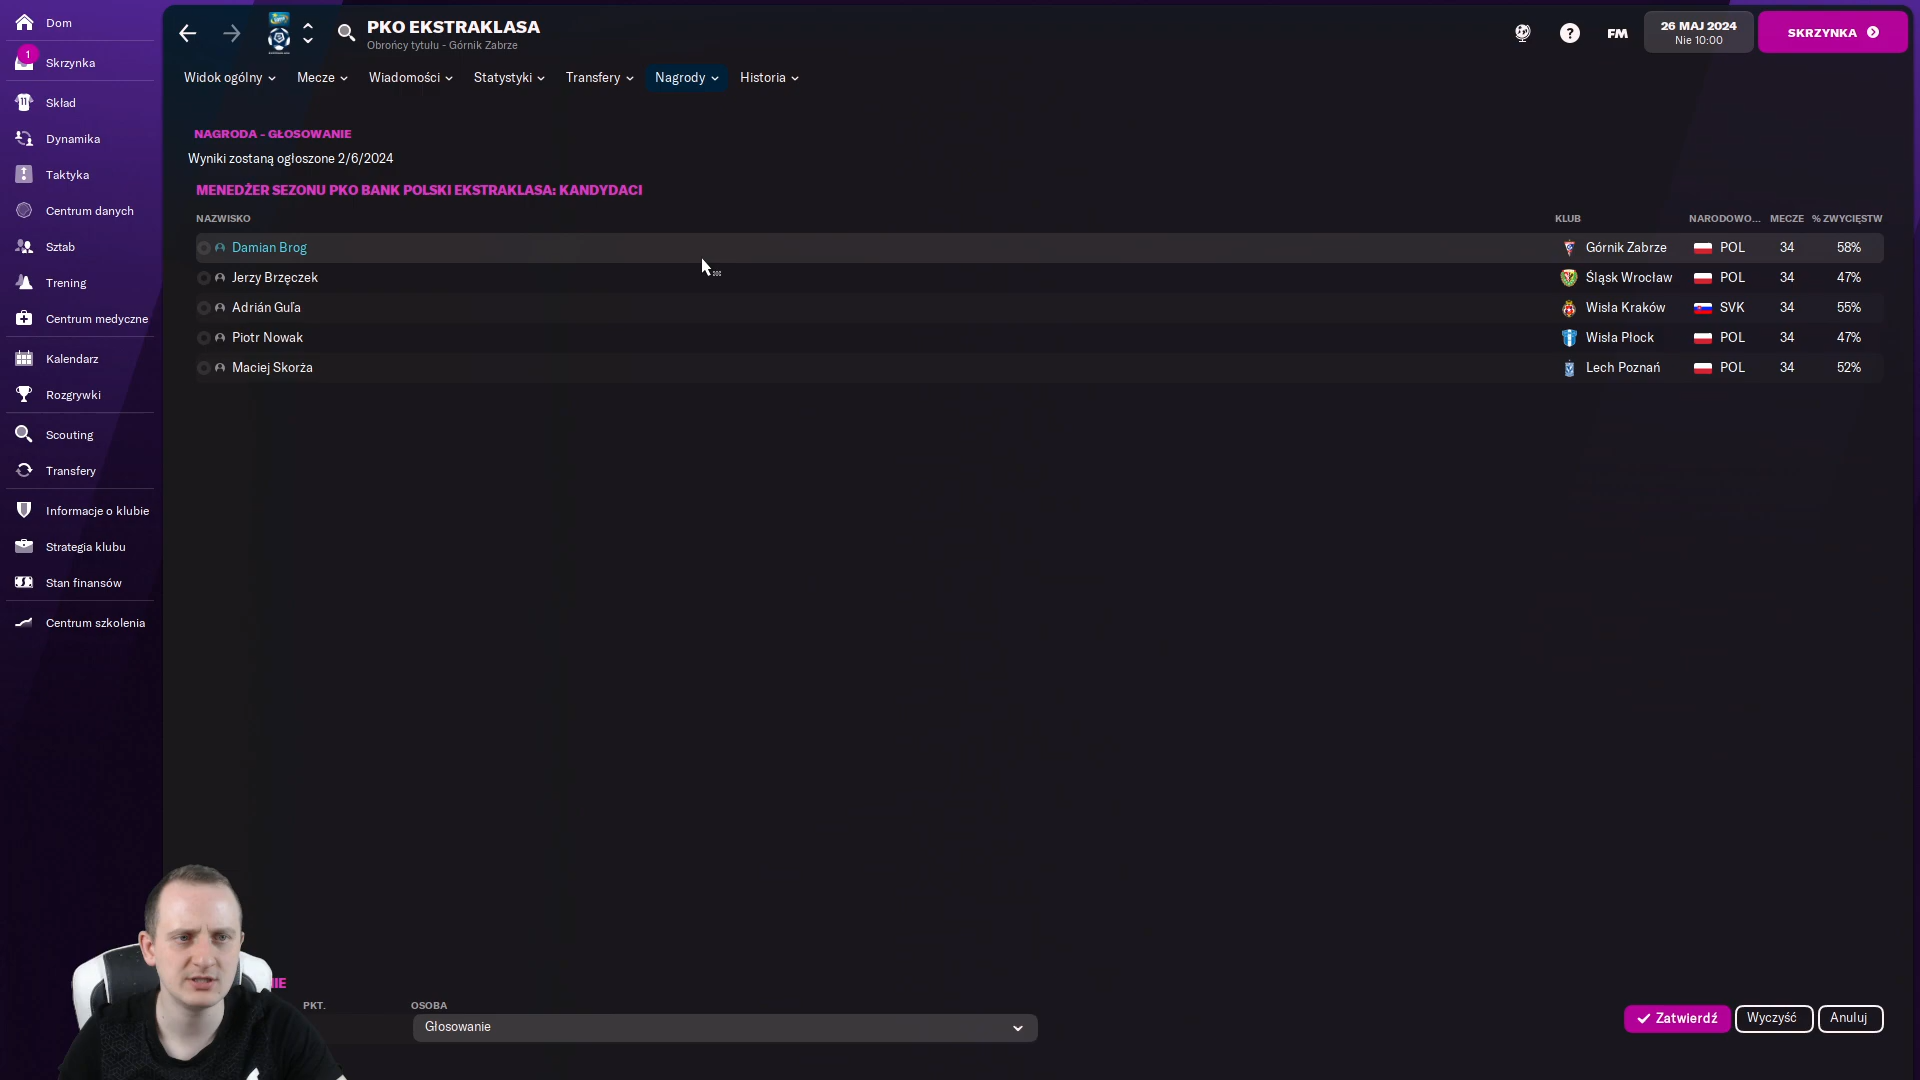 Dom
1
Skrzynka
Skład
Dynamika
Taktyka
Centrum danych
Sztab
Trening
Centrum medyczne
Kalendarz
Rozgrywki
Scouting
Transfery
Informacje o klubie
Strategia klubu
Stan finansów
Centrum szkolenia
PKO EKSTRAKLASA
Obrońcy tytułu - Górnik Zabrze
FM
26 MAJ 2024
Nie 10:00
SKRZYNKA
Widok ogólny
Mecze
Wiadomości
Statystyki
Transfery
Nagrody
Historia
NAGRODA - GŁOSOWANIE
Wyniki zostaną ogłoszone 2/6/2024
MENEDŻER SEZONU PKO BANK POLSKI EKSTRAKLASA: KANDYDACI
NAZWISKO KLUB NARODOWO... MECZE % ZWYCIĘSTW
Damian Brog Górnik Zabrze POL 34 58%
Jerzy Brzęczek Śląsk Wrocław POL 34 47%
Adrián Guľa Wisła Kraków SVK 34 55%
Piotr Nowak Wisła Płock POL 34 47%
Maciej Skorża Lech Poznań POL 34 52%
NIE
PKT. OSOBA
Głosowanie
Zatwierdź
Wyczyść
Anuluj